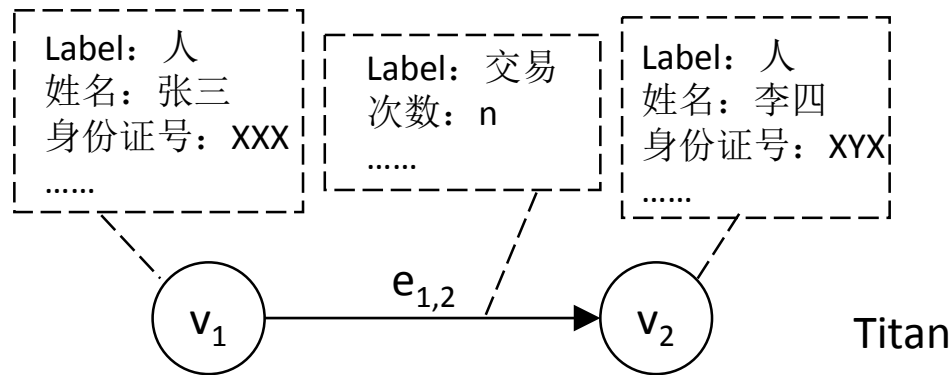 Label：人
姓名：张三
身份证号：XXX
……
Label：交易
次数：n
……
Label：人
姓名：李四
身份证号：XYX
……
e1,2
v1
v2
Titan